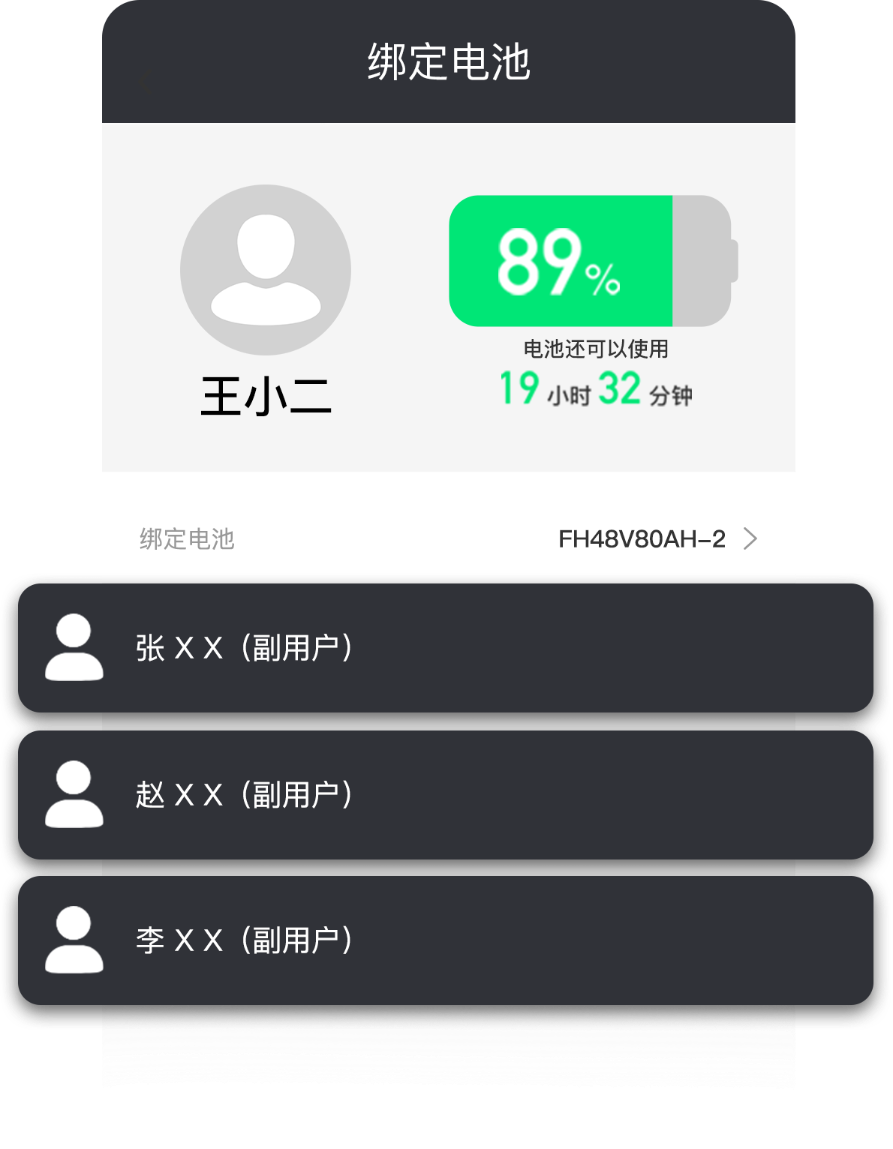 绑定电池
89%
电池还可以使用
19 小时 32 分钟
王小二
绑定电池 FH48V80AH-2
张 X X（副用户）
赵 X X（副用户）
李 X X（副用户）